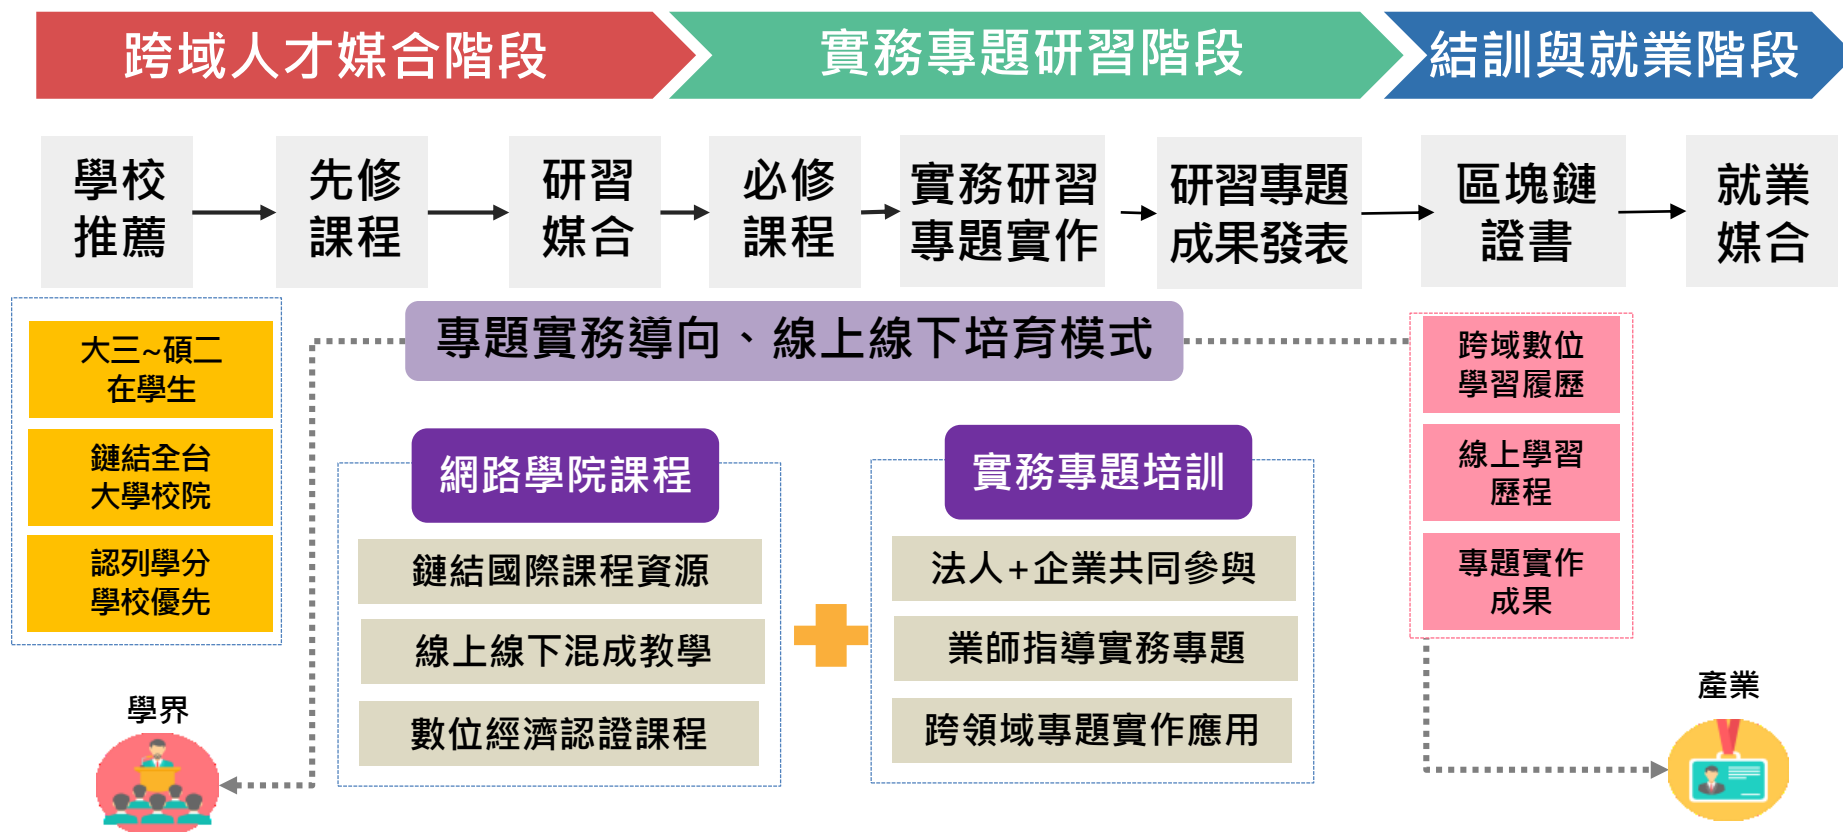 跨域人才媒合階段
實務專題研習階段
結訓與就業階段
學校
推薦
先修
課程
研習
媒合
必修
課程
實務研習
專題實作
研習專題
成果發表
區塊鏈
證書
就業
媒合
專題實務導向、線上線下培育模式
大三~碩二
在學生
鏈結全台
大學校院
認列學分
學校優先
學界
網路學院課程
鏈結國際課程資源
線上線下混成教學
數位經濟認證課程
實務專題培訓
法人+企業共同參與
業師指導實務專題
跨領域專題實作應用
跨域數位
學習履歷
線上學習
歷程
專題實作
成果
產業